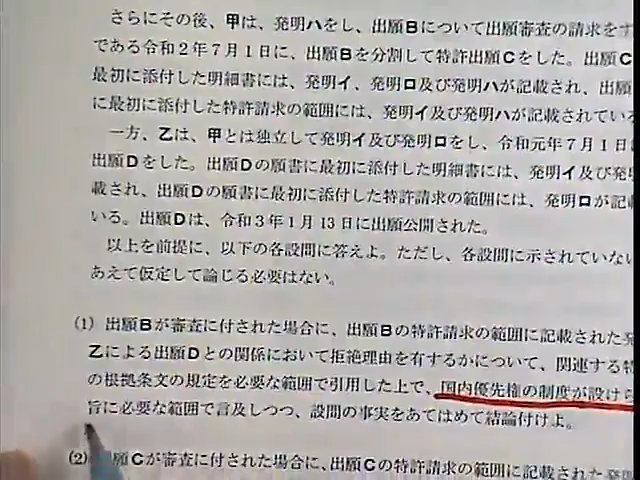 さらにその後、甲は、発明ハをし、出願Bについて出願審査の請求をす
である令和2年7月1日に、出願Bを分割して特許出願Cをした。出願C
最初に添付した明細書には、発明イ、発明ロ及び発明ハが記載され、出願
に最初に添付した特許請求の範囲には、発明イ及び発明ハが記載されてい
一方、乙は、甲とは独立して発明イ及び発明ロをし、令和元年7月1日
出願Dをした。出願Dの願書に最初に添付した明細書には、発明イ及び発
載され、出願Dの願書に最初に添付した特許請求の範囲には、発明ロが記
いる。出願Dは、令和3年1月13日に出願公開された。
以上を前提に、以下の各設問に答えよ。ただし、各設問に示されていない
あえて仮定して論じる必要はない。
(1) 出願Bが審査に付された場合に、出願Bの特許請求の範囲に記載された発
乙による出願Dとの関係において拒絶理由を有するかについて、関連する特
の根拠条文の規定を必要な範囲で引用した上で、国内優先権の制度が設けら
旨に必要な範囲で言及しつつ、設問の事実をあてはめて結論付けよ。
(2) 願Cが審査に付された場合に、出願Cの特許請求の範囲に記載された発